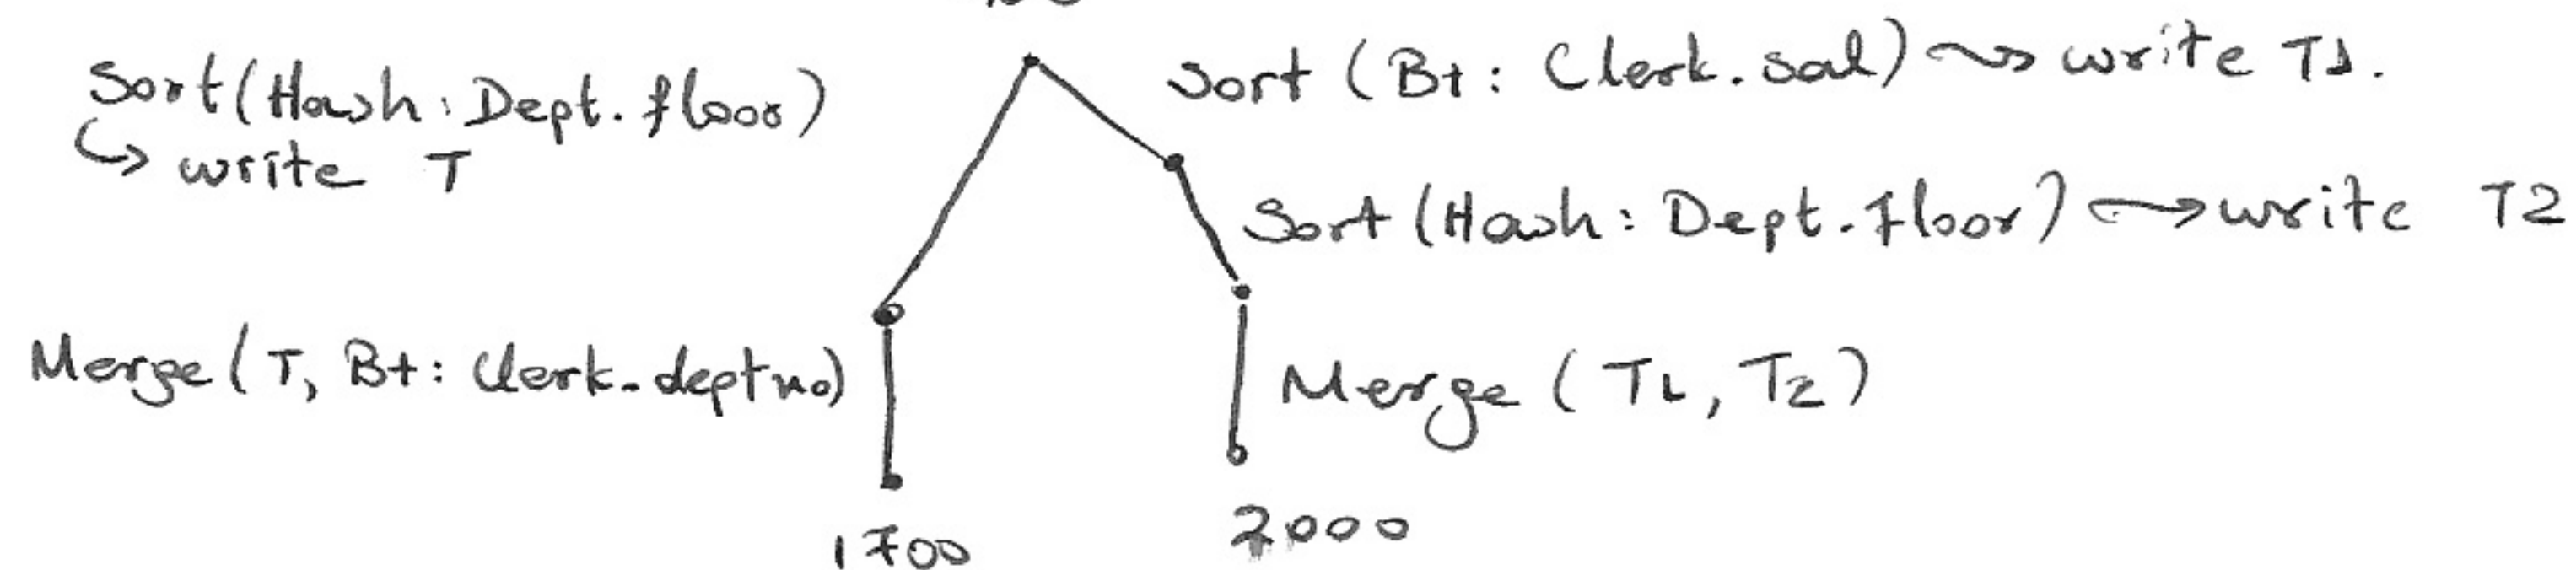 Sort (Hash: Dept. floor)
↳ write T
Sort (B+: Clerk. sal) ⇝ write T1.
Sort (Hash: Dept. floor) → write T2
Merge (T, B+: Clerk. deptno)
Merge (T1, T2)
1700
2000